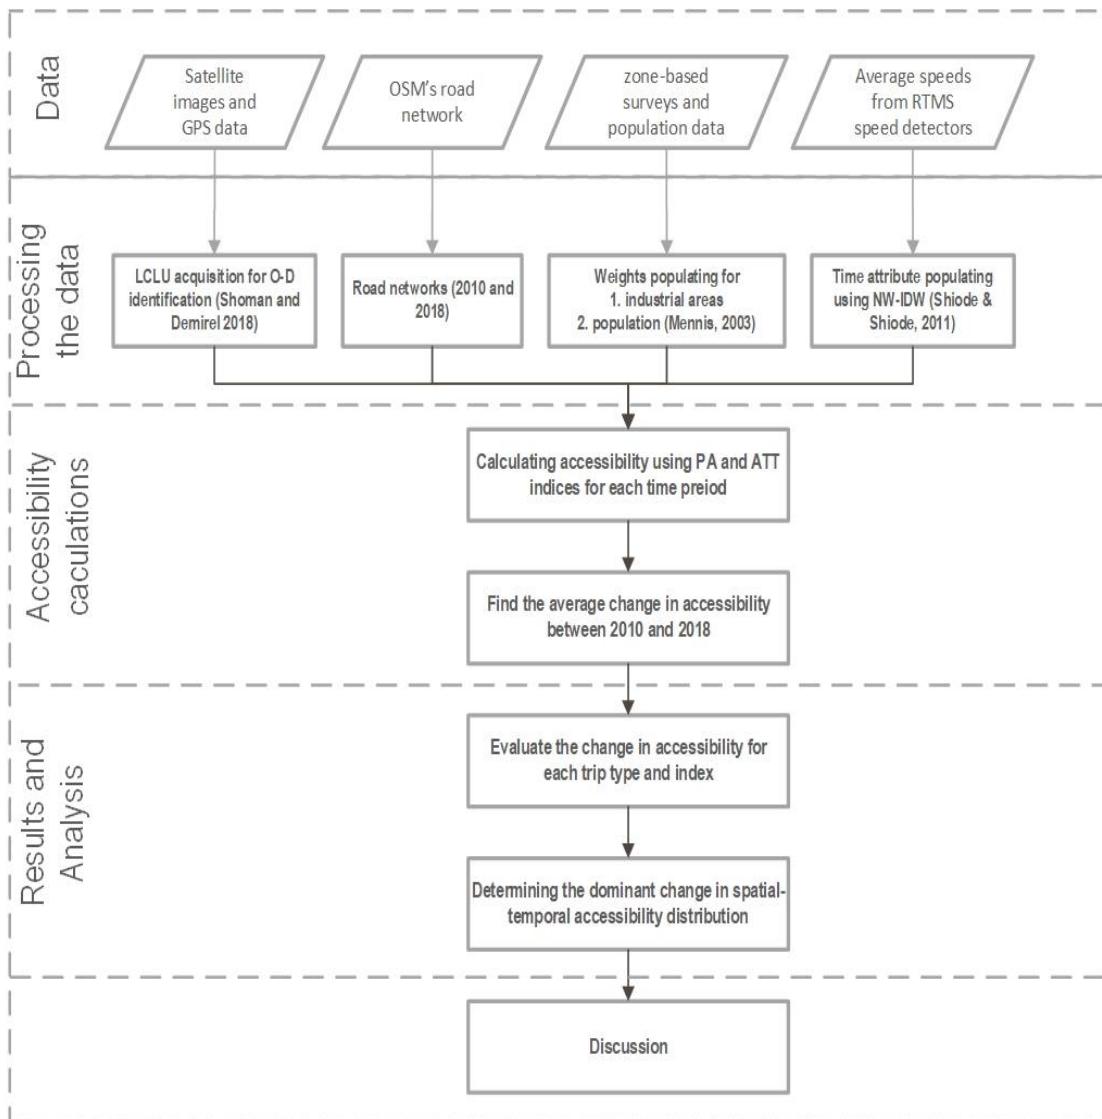 Data
Satellite
images and
GPS data
OSM's road
network
zone-based
surveys and
population data
Average speeds
from RTMS
speed detectors
Processing
the data
LCLU acquisition for O-D
identification (Shoman and
Demirel 2018)
Road networks (2010 and
2018)
Weights populating for
1. industrial areas
2. population (Mennis, 2003)
Time attribute populating
using NW-IDW (Shiode &
Shiode, 2011)
Accessibility
caculations
Calculating accessibility using PA and ATT
indices for each time preiod
Find the average change in accessibility
between 2010 and 2018
Results and
Analysis
Evaluate the change in accessibility for
each trip type and index
Determining the dominant change in spatial-
temporal accessibility distribution
Discussion